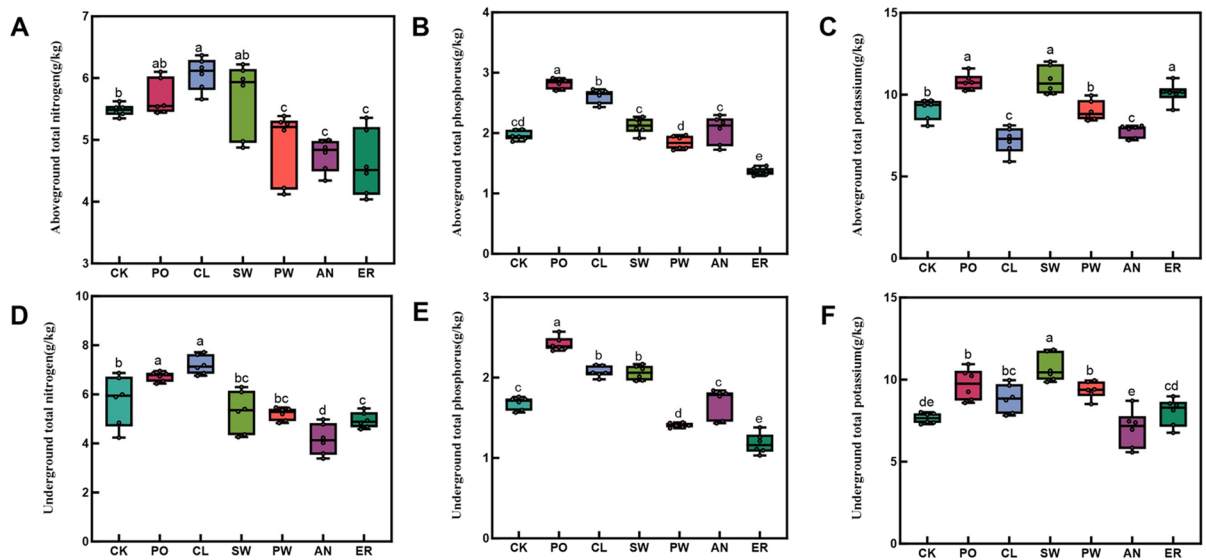 A
Aboveground total nitrogen(g/kg)
7
6
5
4
3
b
ab
a
ab
c
c
c
CK PO CL SW PW AN ER
B
Aboveground total phosphorus(g/kg)
4
3
2
1
0
cd
a
b
c
d
c
e
CK PO CL SW PW AN ER
C
Aboveground total potassium(g/kg)
15
10
5
0
b
a
c
a
b
c
a
CK PO CL SW PW AN ER
D
Underground total nitrogen(g/kg)
10
8
6
4
2
0
b
a
a
bc
bc
d
c
CK PO CL SW PW AN ER
E
Underground total phosphorus(g/kg)
3
2
1
0
c
a
b
b
d
c
e
CK PO CL SW PW AN ER
F
Underground total potassium(g/kg)
15
10
5
0
de
b
bc
a
b
e
cd
CK PO CL SW PW AN ER